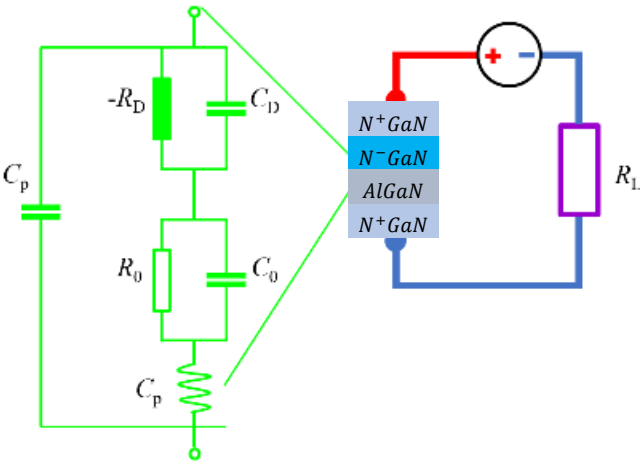 -R_D
C_D
C_p
R_0
C_0
C_p
+
−
N⁺GaN
N⁻GaN
AlGaN
N⁺GaN
R_L